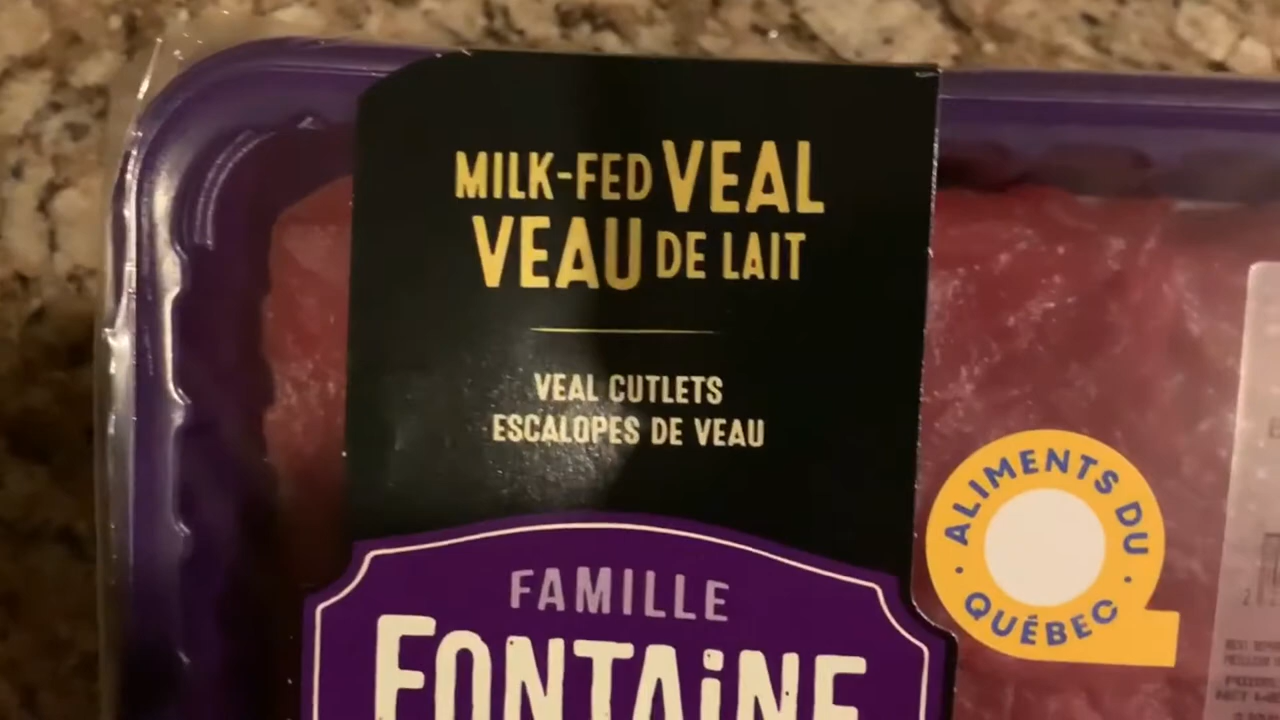 MILK-FED VEAL
VEAU DE LAIT
VEAL CUTLETS
ESCALOPES DE VEAU
FAMILLE
FONTAiNE
ALIMENTS DU
QUÉBEC